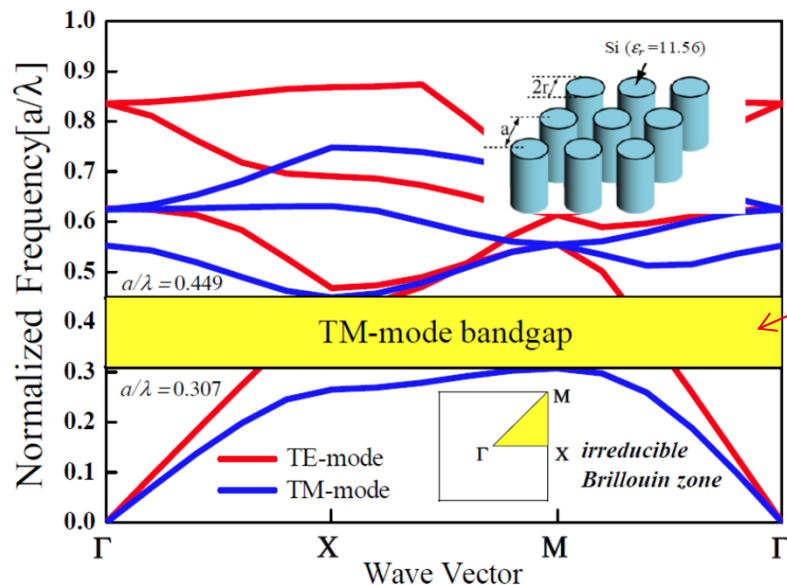 Normalized Frequency[a/λ]
1.0
0.9
0.8
0.7
0.6
0.5
0.4
0.3
0.2
0.1
0.0
Si (εr=11.56)
2r
a
a/λ = 0.449
TM-mode bandgap
a/λ = 0.307
TE-mode
TM-mode
M
Γ
X
irreducible
Brillouin zone
Γ
X
M
Γ
Wave Vector